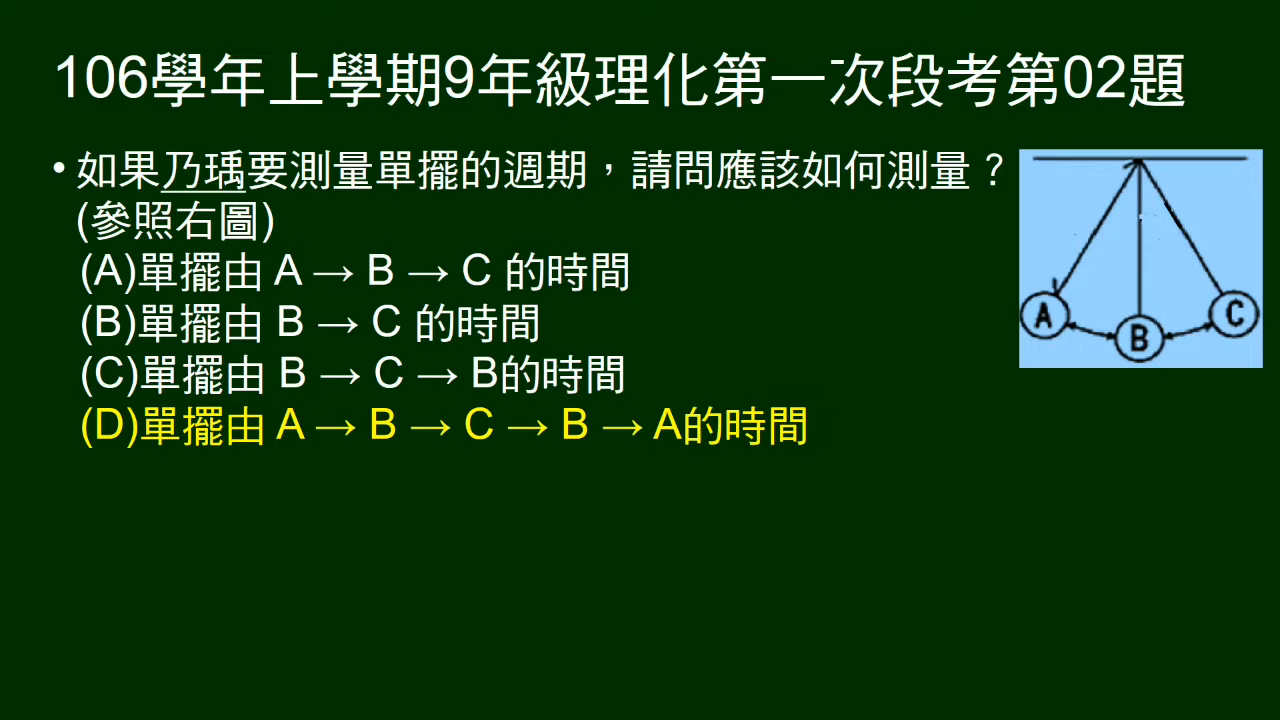 106學年上學期9年級理化第一次段考第02題
• 如果乃瑀要測量單擺的週期，請問應該如何測量？
(參照右圖)
(A)單擺由 A → B → C 的時間
(B)單擺由 B → C 的時間
(C)單擺由 B → C → B的時間
(D)單擺由 A → B → C → B → A的時間
A
B
C